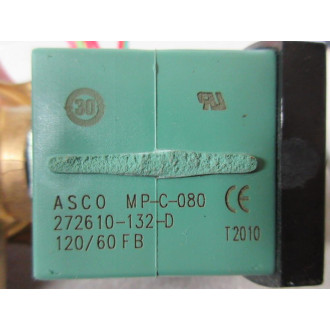 30
ASCO MP-C-080 CE
272610-132-D
120/60 FB T2010